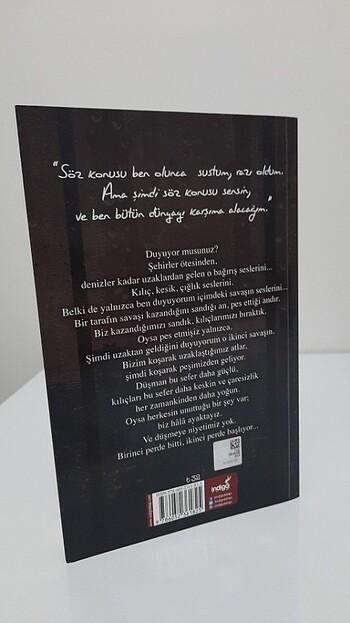 "Söz konusu ben olunca sustum, razı oldum.
Ama şimdi söz konusu sensin,
ve ben bütün dünyayı karşıma alacağım."
Duyuyor musunuz?
Şehirler ötesinden,
denizler kadar uzaklardan gelen o bağırış seslerini...
Kılıç, kesik, çığlık seslerini.
Belki de yalnızca ben duyuyorum içimdeki savaşın seslerini...
Bir tarafın savaşı kazandığını sandığı an, pes ettiği andır.
Biz kazandığımızı sandık, kılıçlarımızı bıraktık.
Oysa pes etmişiz yalnızca.
Şimdi uzaktan geldiğini duyuyorum o ikinci savaşın.
Bizim koşarak uzaklaştığımız atlar,
şimdi koşarak peşimizden geliyor.
Düşman bu sefer daha güçlü,
kılıçları bu sefer daha keskin ve çaresizlik
her zamankinden daha yoğun.
Oysa herkesin unuttuğu bir şey var;
biz hâlâ ayaktayız.
Ve düşmeye niyetimiz yok.
Birinci perde bitti, ikinci perde başlıyor...
indigo